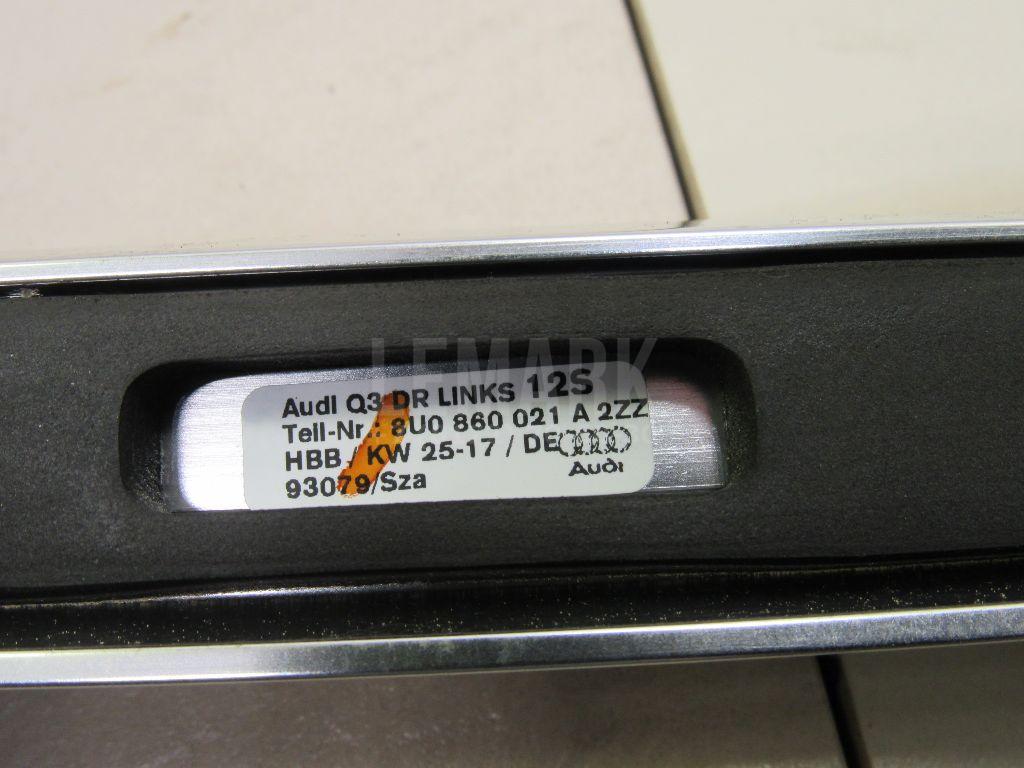 LEMARK
Audi Q3 DR LINKS 12S
Teil-Nr.: 8U0 860 021 A 2ZZ
HBB / KW 25-17 / DE
Audi
93079/Sza